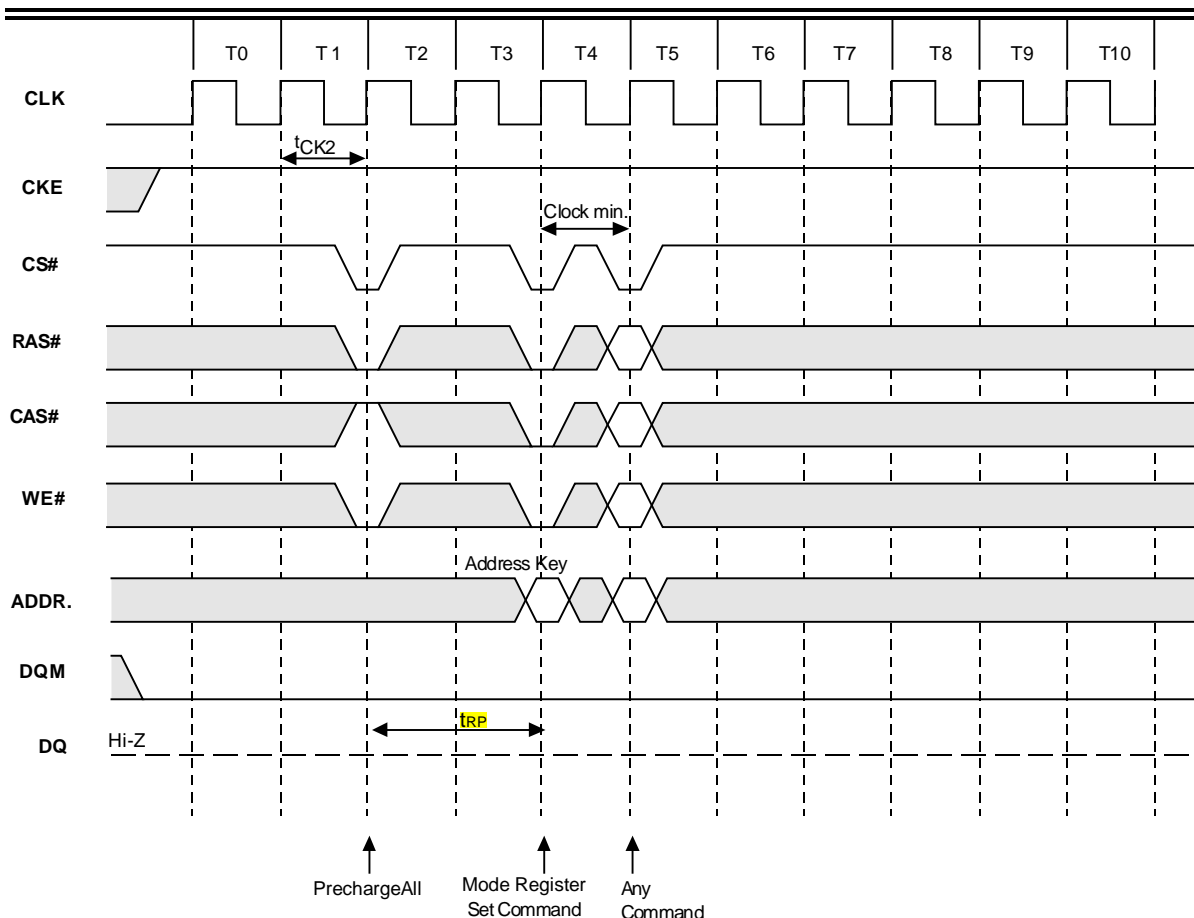 T0 T1 T2 T3 T4 T5 T6 T7 T8 T9 T10
CLK
tCK2
CKE
Clock min.
CS#
RAS#
CAS#
WE#
Address Key
ADDR.
DQM
tRP
DQ Hi-Z
PrechargeAll
Mode Register
Set Command
Any
Command